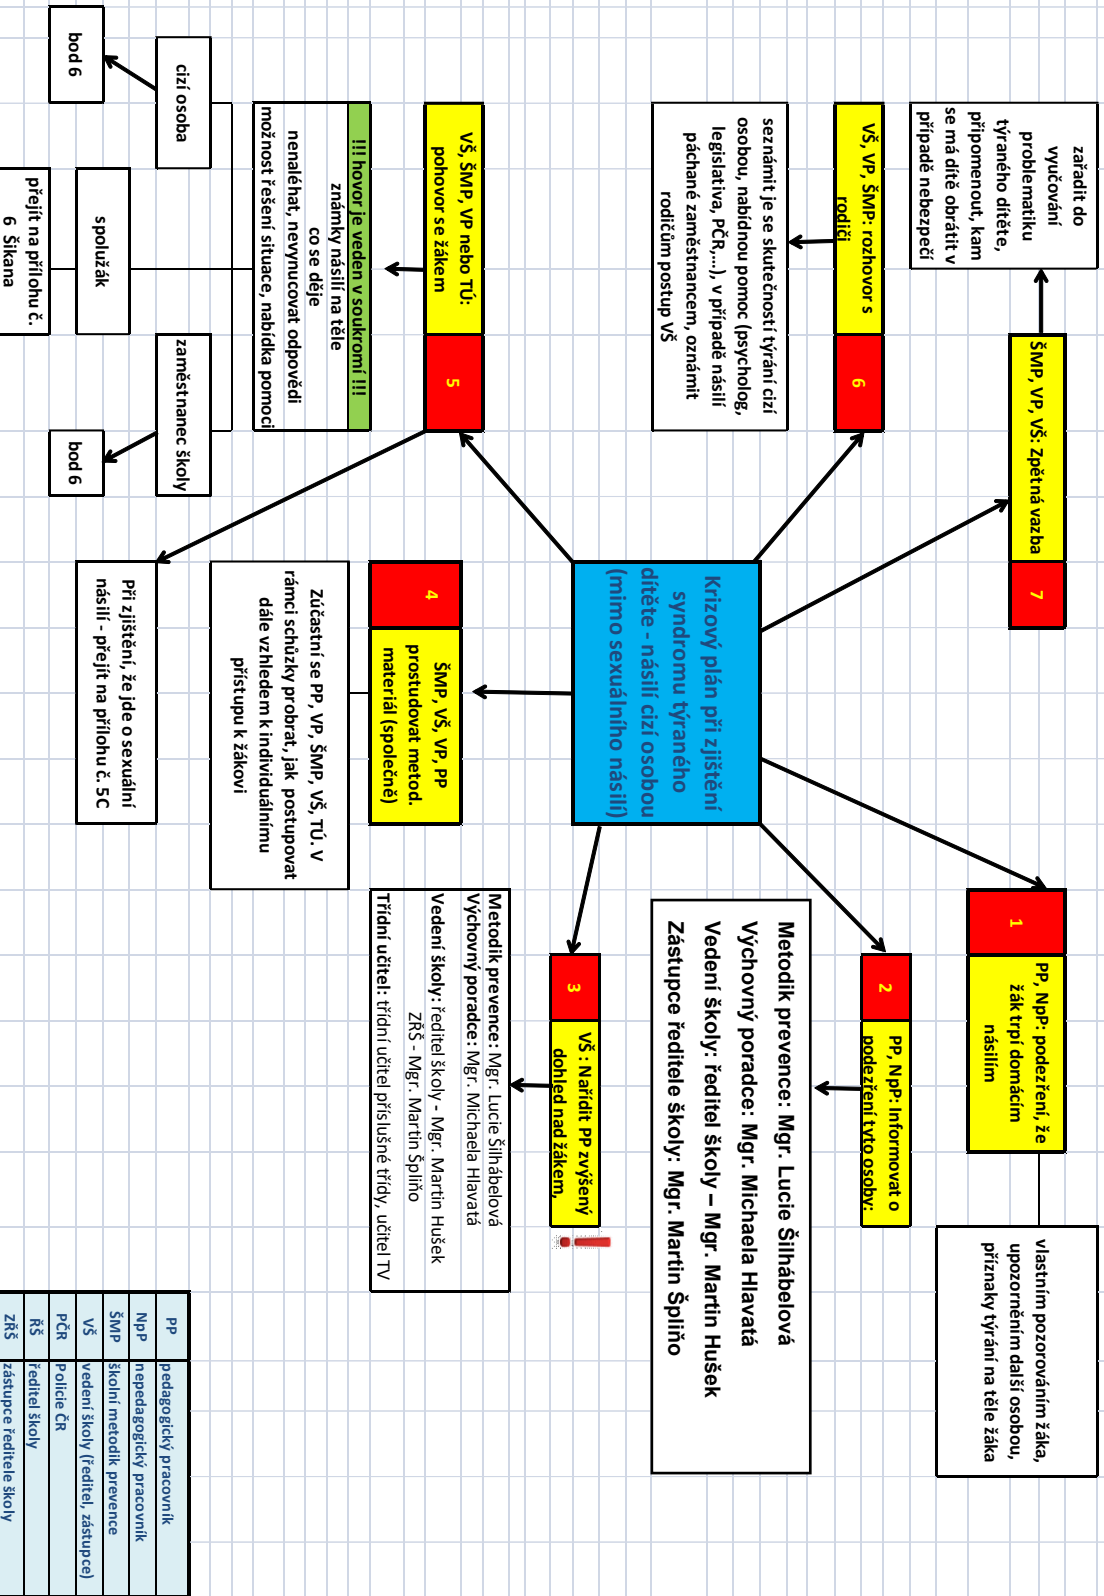 Krizový plán při zjištění
syndromu týraného
dítěte - násilí cizí osobou
(mimo sexuálního násilí)
1
PP, NpP: podezření, že
žák trpí domácím
násilím
vlastním pozorováním žáka,
upozorněním další osobou,
příznaky týrání na těle žáka
2
PP, NpP: Informovat o
podezření tyto osoby:
Metodik prevence: Mgr. Lucie Šilhábelová
Výchovný poradce: Mgr. Michaela Hlavatá
Vedení školy: ředitel školy – Mgr. Martin Hušek
Zástupce ředitele školy: Mgr. Martin Špliňo
3
VŠ : Nařídit PP zvýšený
dohled nad žákem,
Metodik prevence: Mgr. Lucie Šilhábelová
Výchovný poradce: Mgr. Michaela Hlavatá
Vedení školy: ředitel školy - Mgr. Martin Hušek
ZŘŠ - Mgr. Martin Špliňo
Třídní učitel: třídní učitel příslušné třídy, učitel TV
4
ŠMP, VŠ, VP, PP
prostudovat metod.
materiál (společně)
Zúčastní se PP, VP, ŠMP, VŠ, TÚ. V
rámci schůzky probrat, jak postupovat
dále vzhledem k individuálnímu
přístupu k žákovi
VŠ, ŠMP, VP nebo TÚ:
pohovor se žákem
5
!!! hovor je veden v soukromí !!!
známky násilí na těle
co se děje
nenaléhat, nevynucovat odpovědi
možnost řešení situace, nabídka pomoci
cizí osoba
bod 6
spolužák
přejít na přílohu č.
6 Šikana
zaměstnanec školy
bod 6
Při zjištění, že jde o sexuální
násilí - přejít na přílohu č. 5C
VŠ, VP, ŠMP: rozhovor s
rodiči
6
seznámit je se skutečností týrání cizí
osobou, nabídnou pomoc (psycholog,
legislativa, PČR,...), v případě násilí
páchané zaměstnancem, oznámit
rodičům postup VŠ
ŠMP, VP, VŠ: Zpětná vazba
7
zařadit do
vyučování
problematiku
týraného dítěte,
připomenout, kam
se má dítě obrátit v
případě nebezpečí
PP pedagogický pracovník
NpP nepedagogický pracovník
ŠMP školní metodik prevence
VŠ vedení školy (ředitel, zástupce)
PČR Policie ČR
ŘŠ ředitel školy
ZŘŠ zástupce ředitele školy